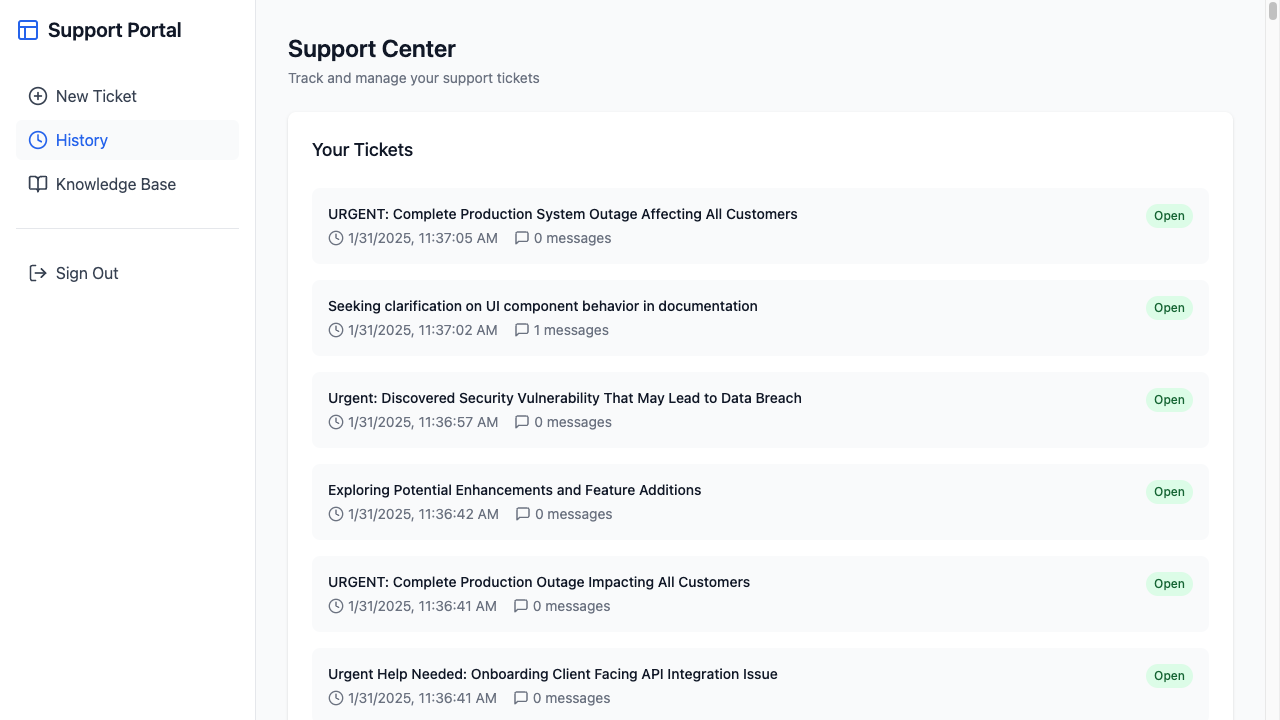 Support Portal
New Ticket
History
Knowledge Base
Sign Out
Support Center
Track and manage your support tickets
Your Tickets
URGENT: Complete Production System Outage Affecting All Customers
Open
1/31/2025, 11:37:05 AM 0 messages
Seeking clarification on UI component behavior in documentation
Open
1/31/2025, 11:37:02 AM 1 messages
Urgent: Discovered Security Vulnerability That May Lead to Data Breach
Open
1/31/2025, 11:36:57 AM 0 messages
Exploring Potential Enhancements and Feature Additions
Open
1/31/2025, 11:36:42 AM 0 messages
URGENT: Complete Production Outage Impacting All Customers
Open
1/31/2025, 11:36:41 AM 0 messages
Urgent Help Needed: Onboarding Client Facing API Integration Issue
Open
1/31/2025, 11:36:41 AM 0 messages